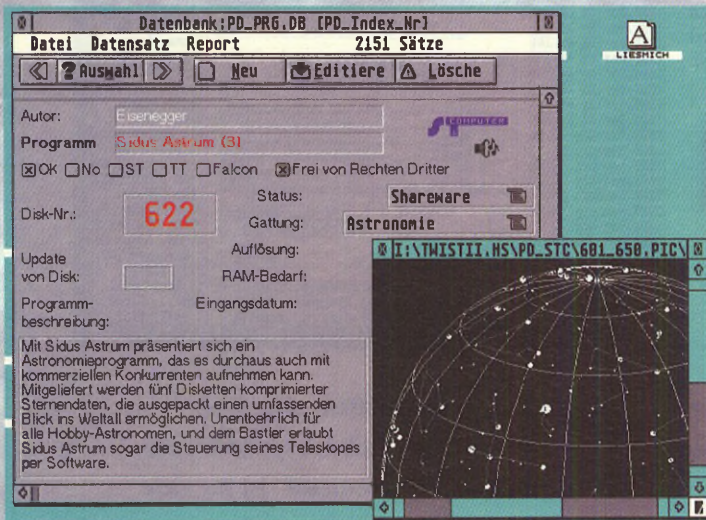 Datenbank:PD_PRG.DB [PD_Index_Nr]
Datei Datensatz Report 2151 Sätze
? Auswahl Neu Editiere Lösche
Autor: Eisenegger
Programm Sidus Astrum (3)
OK No ST TT Falcon Frei von Rechten Dritter
Disk-Nr.: 622
Status: Shareware
Gattung: Astronomie
Auflösung:
Update von Disk:
RAM-Bedarf:
Programm-
beschreibung:
Eingangsdatum:
Mit Sidus Astrum präsentiert sich ein
Astronomieprogramm, das es durchaus auch mit
kommerziellen Konkurrenten aufnehmen kann.
Mitgeliefert werden fünf Disketten komprimierter
Sternendaten, die ausgepackt einen umfassenden
Blick ins Weltall ermöglichen. Unentbehrlich für
alle Hobby-Astronomen, und dem Bastler erlaubt
Sidus Astrum sogar die Steuerung seines Teleskopes
per Software.
ST COMPUTER
A
LIESMICH
I:\TWISTII.HS\PD_STC\601_650.PIC\